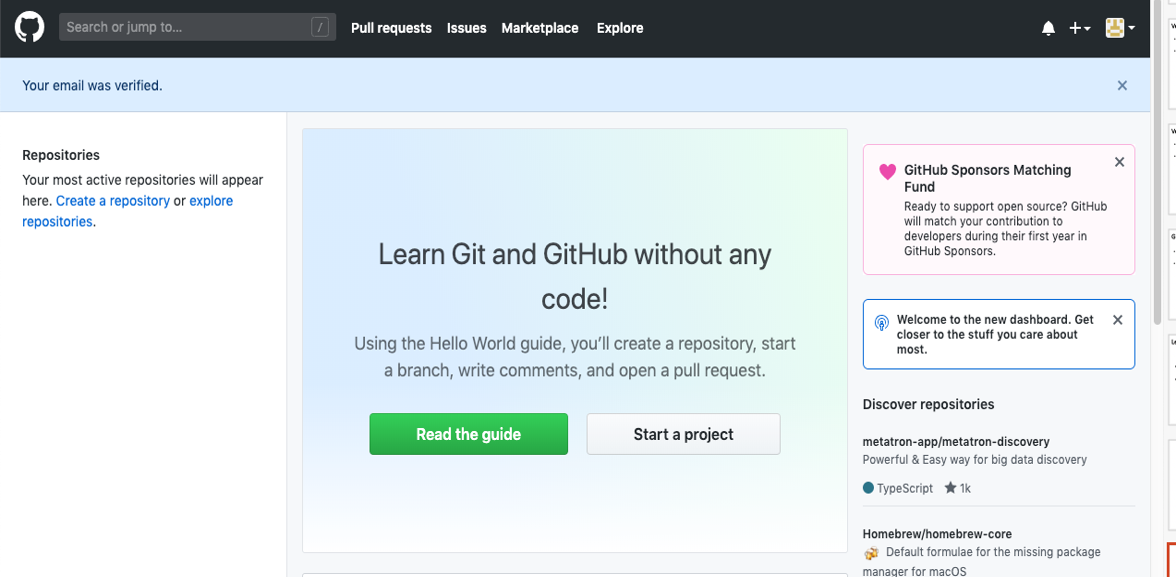 Search or jump to...
/
Pull requests
Issues
Marketplace
Explore
Your email was verified.
Repositories
Your most active repositories will appear
here. Create a repository or explore
repositories.
Learn Git and GitHub without any
code!
Using the Hello World guide, you’ll create a repository, start
a branch, write comments, and open a pull request.
Read the guide
Start a project
GitHub Sponsors Matching
Fund
Ready to support open source? GitHub
will match your contribution to
developers during their first year in
GitHub Sponsors.
Welcome to the new dashboard. Get
closer to the stuff you care about
most.
Discover repositories
metatron-app/metatron-discovery
Powerful & Easy way for big data discovery
TypeScript
1k
Homebrew/homebrew-core
Default formulae for the missing package
manager for macOS